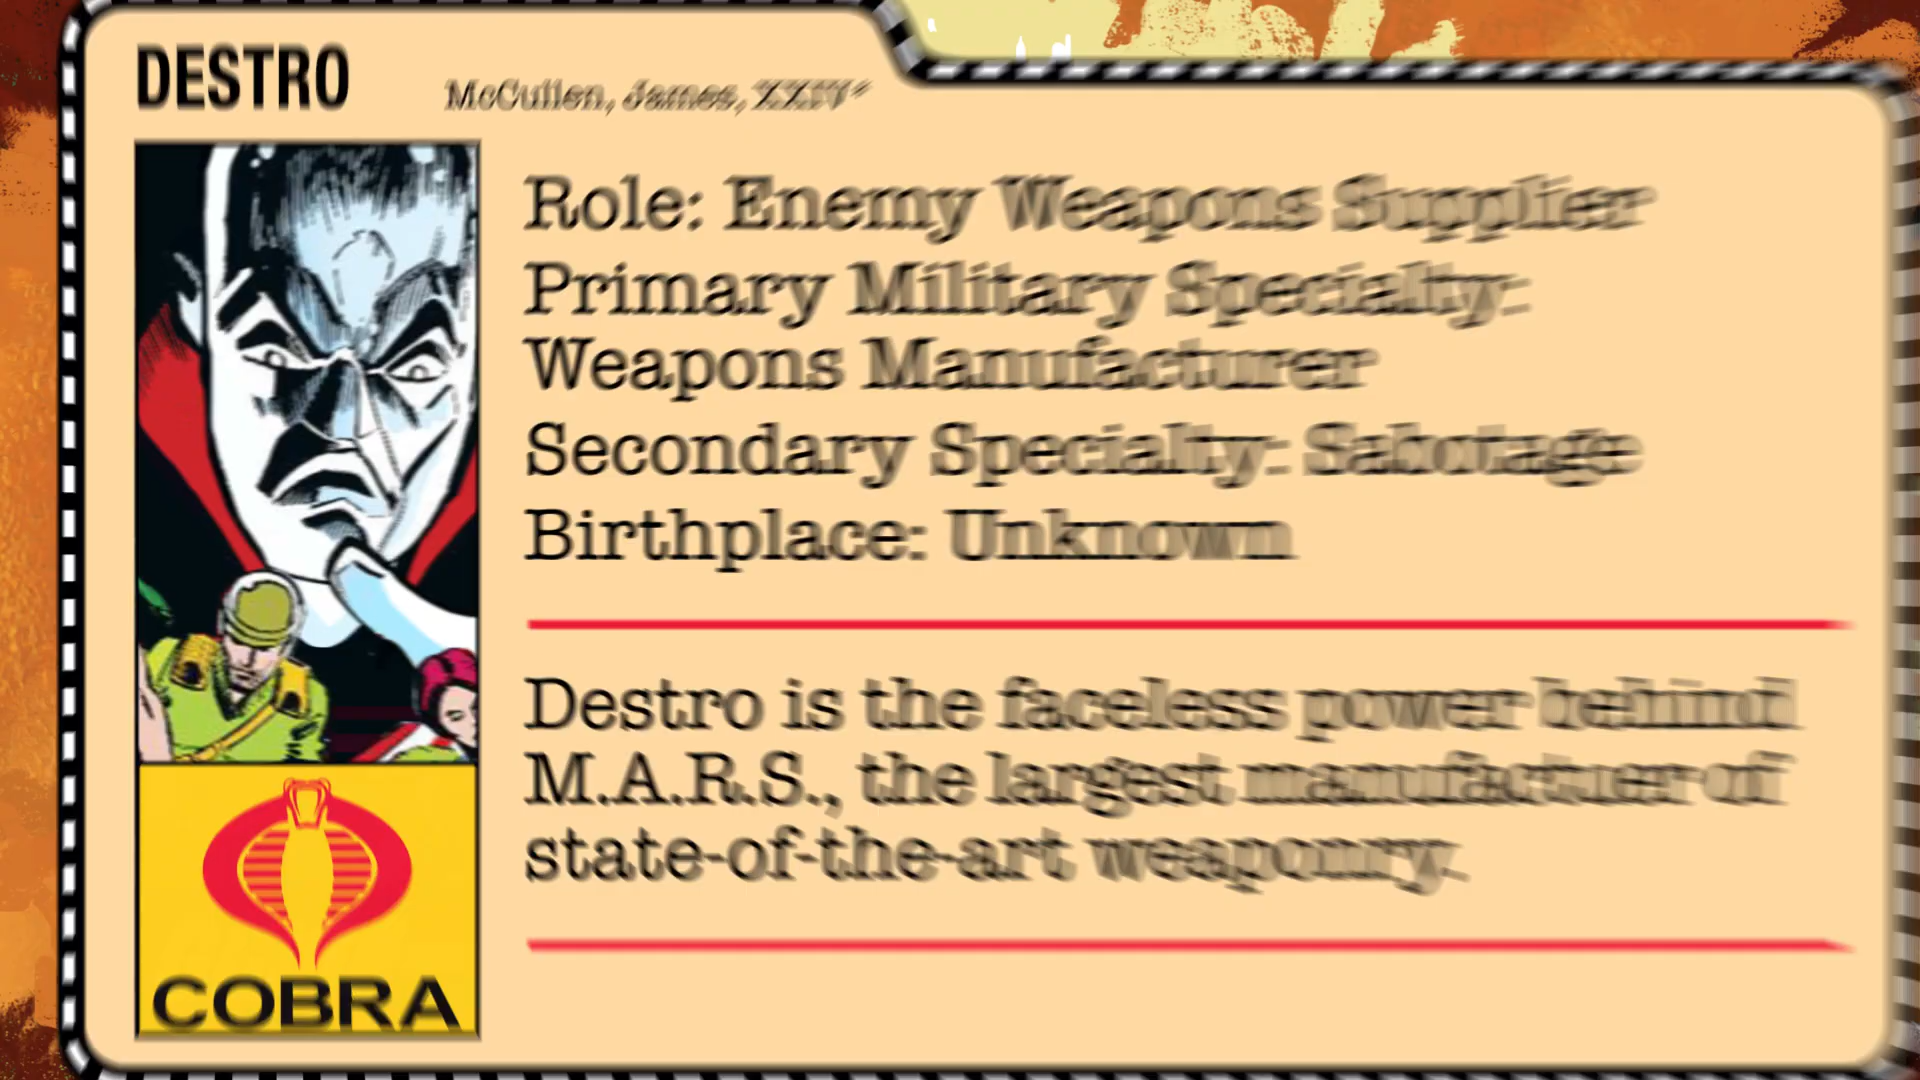 DESTRO McCullen, James, XXIV*
Role: Enemy Weapons Supplier
Primary Military Specialty:
Weapons Manufacturer
Secondary Specialty: Sabotage
Birthplace: Unknown
Destro is the faceless power behind
M.A.R.S., the largest manufactuer of
state-of-the-art weaponry.
COBRA